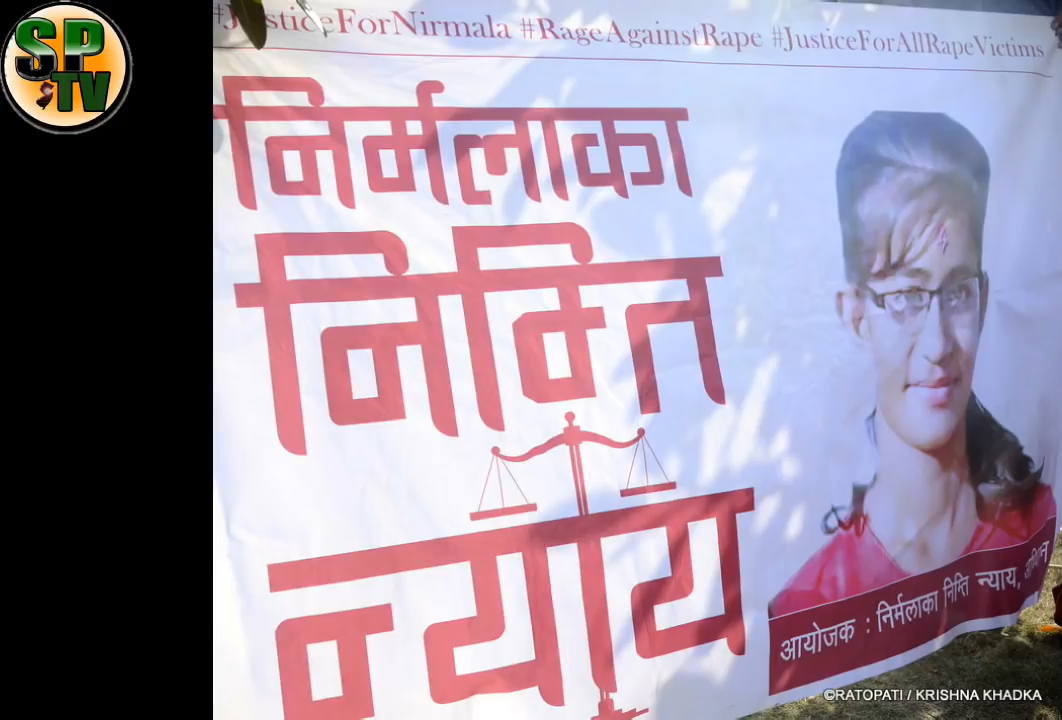 SP
TV
#JusticeForNirmala #RageAgainstRape #JusticeForAllRapeVictims
निर्मलाका
निम्ति
न्याय
आयोजक : निर्मलाका निम्ति न्याय,
©RATOPATI / KRISHNA KHADKA